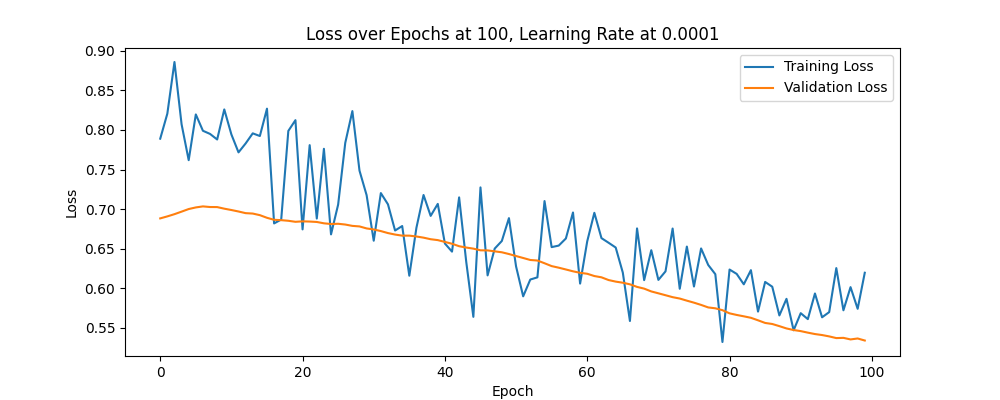 Loss over Epochs at 100, Learning Rate at 0.0001
Training Loss
Validation Loss
0.90
0.85
0.80
0.75
0.70
0.65
0.60
0.55
Loss
0 20 40 60 80 100
Epoch